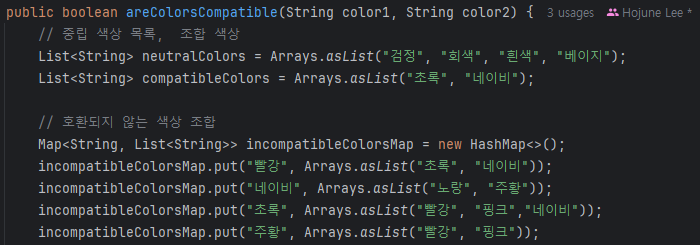 public boolean areColorsCompatible(String color1, String color2) { 3 usages Hojune Lee *
// 중립 색상 목록, 조합 색상
List<String> neutralColors = Arrays.asList("검정", "회색", "흰색", "베이지");
List<String> compatibleColors = Arrays.asList("초록", "네이비");
// 호환되지 않는 색상 조합
Map<String, List<String>> incompatibleColorsMap = new HashMap<>();
incompatibleColorsMap.put("빨강", Arrays.asList("초록", "네이비"));
incompatibleColorsMap.put("네이비", Arrays.asList("노랑", "주황"));
incompatibleColorsMap.put("초록", Arrays.asList("빨강", "핑크","네이비"));
incompatibleColorsMap.put("주황", Arrays.asList("빨강", "핑크"));